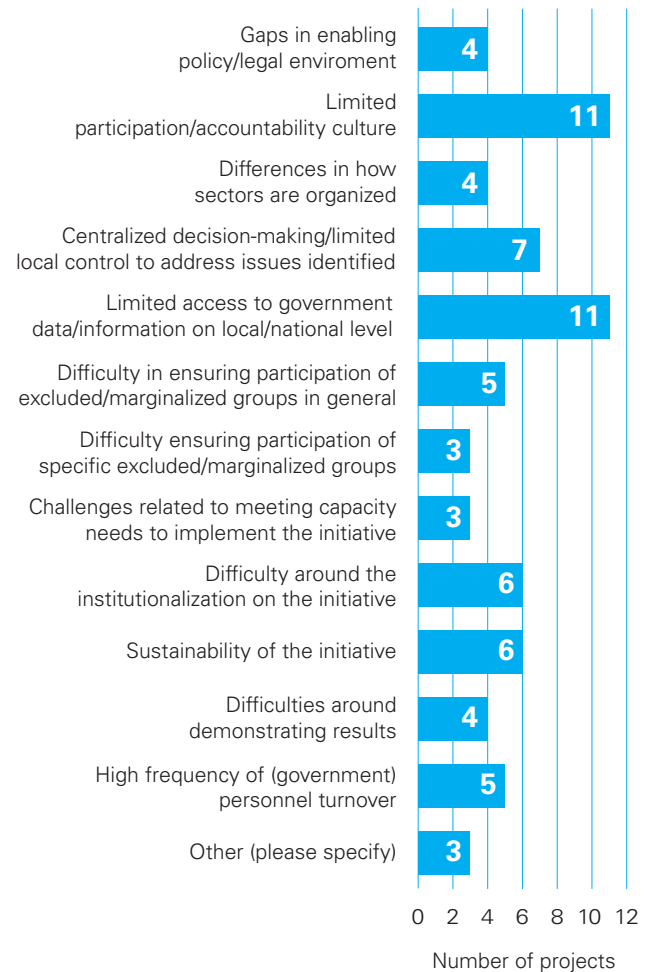 Gaps in enabling
policy/legal enviroment
4
Limited
participation/accountability culture
11
Differences in how
sectors are organized
4
Centralized decision-making/limited
local control to address issues identified
7
Limited access to government
data/information on local/national level
11
Difficulty in ensuring participation of
excluded/marginalized groups in general
5
Difficulty ensuring participation of
specific excluded/marginalized groups
3
Challenges related to meeting capacity
needs to implement the initiative
3
Difficulty around the
institutionalization on the initiative
6
Sustainability of the initiative
6
Difficulties around
demonstrating results
4
High frequency of (government)
personnel turnover
5
Other (please specify)
3
0 2 4 6 8 10 12
Number of projects